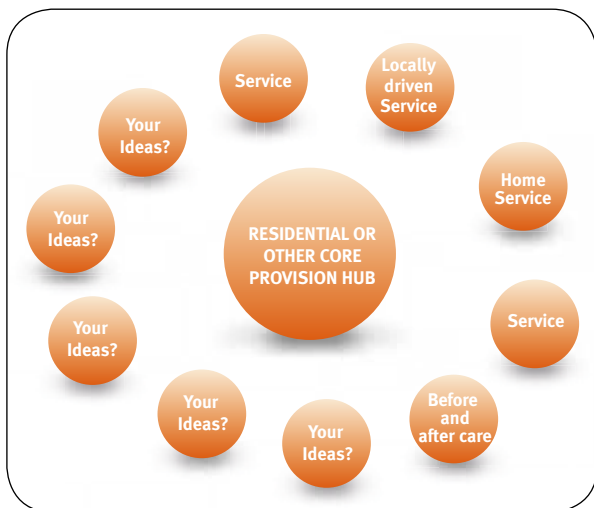 Service
Locally
driven
Service
Your
Ideas?
Home
Service
Your
Ideas?
RESIDENTIAL OR
OTHER CORE
PROVISION HUB
Your
Ideas?
Service
Your
Ideas?
Your
Ideas?
Before
and
after care